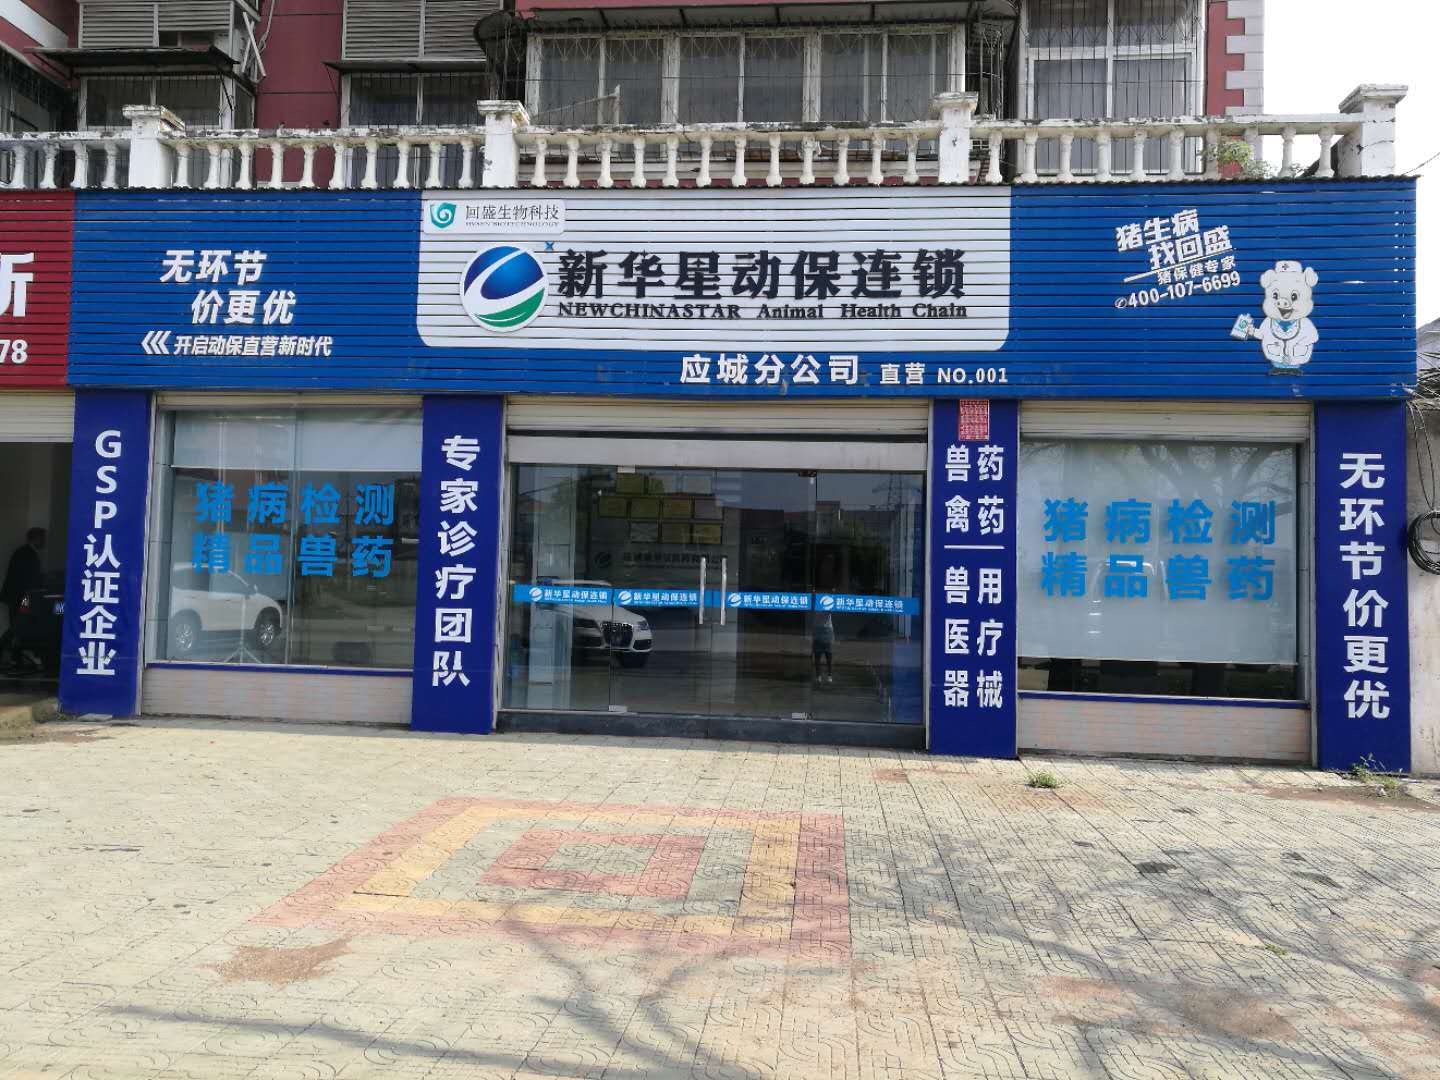 新
78
无环节
价更优
开启动保直营新时代
回盛生物科技
HVSEN BIOTECHNOLOGY
新华星动保连锁
NEWCHINASTAR Animal Health Chain
应城分公司 直营 NO.001
猪生病
找回盛
猪保健专家
400-107-6699
GSP认证企业
猪病检测
精品兽药
专家诊疗团队
新华星动保连锁
新华星动保连锁
新华星动保连锁
新华星动保连锁
兽药
禽药
兽用
医疗
器械
猪病检测
精品兽药
无环节价更优